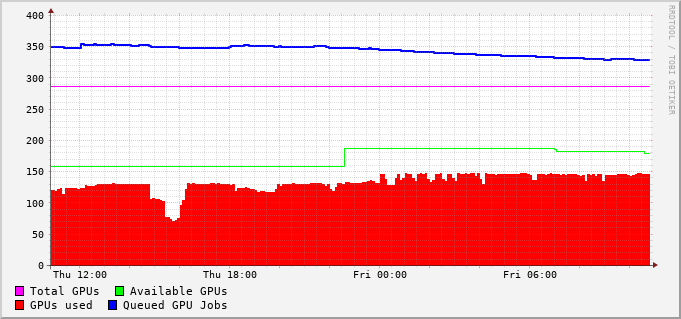 400
350
300
250
200
150
100
50
0
Thu 12:00 Thu 18:00 Fri 00:00 Fri 06:00
Total GPUs Available GPUs
GPUs used Queued GPU Jobs
RRDTOOL / TOBI OETIKER